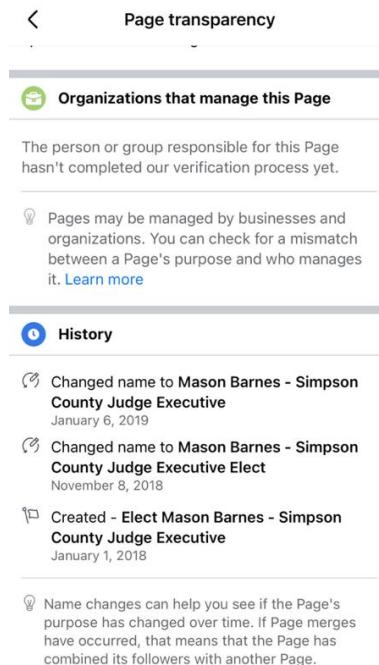 Page transparency
Organizations that manage this Page
The person or group responsible for this Page
hasn't completed our verification process yet.
Pages may be managed by businesses and
organizations. You can check for a mismatch
between a Page's purpose and who manages
it. Learn more
History
Changed name to Mason Barnes - Simpson
County Judge Executive
January 6, 2019
Changed name to Mason Barnes - Simpson
County Judge Executive Elect
November 8, 2018
Created - Elect Mason Barnes - Simpson
County Judge Executive
January 1, 2018
Name changes can help you see if the Page's
purpose has changed over time. If Page merges
have occurred, that means that the Page has
combined its followers with another Page.